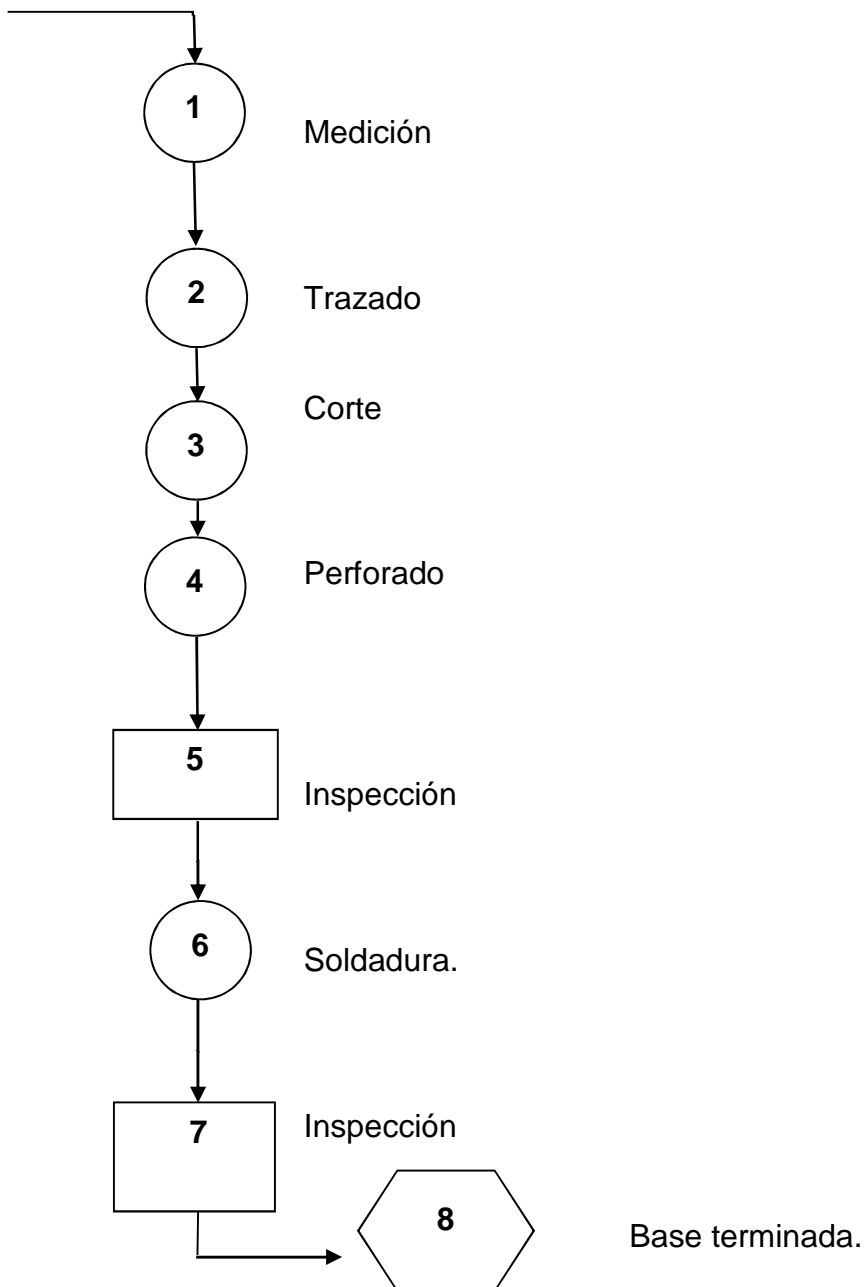 1
Medición
2
Trazado
Corte
3
4
Perforado
5
Inspección
6
Soldadura.
7
Inspección
8
Base terminada.